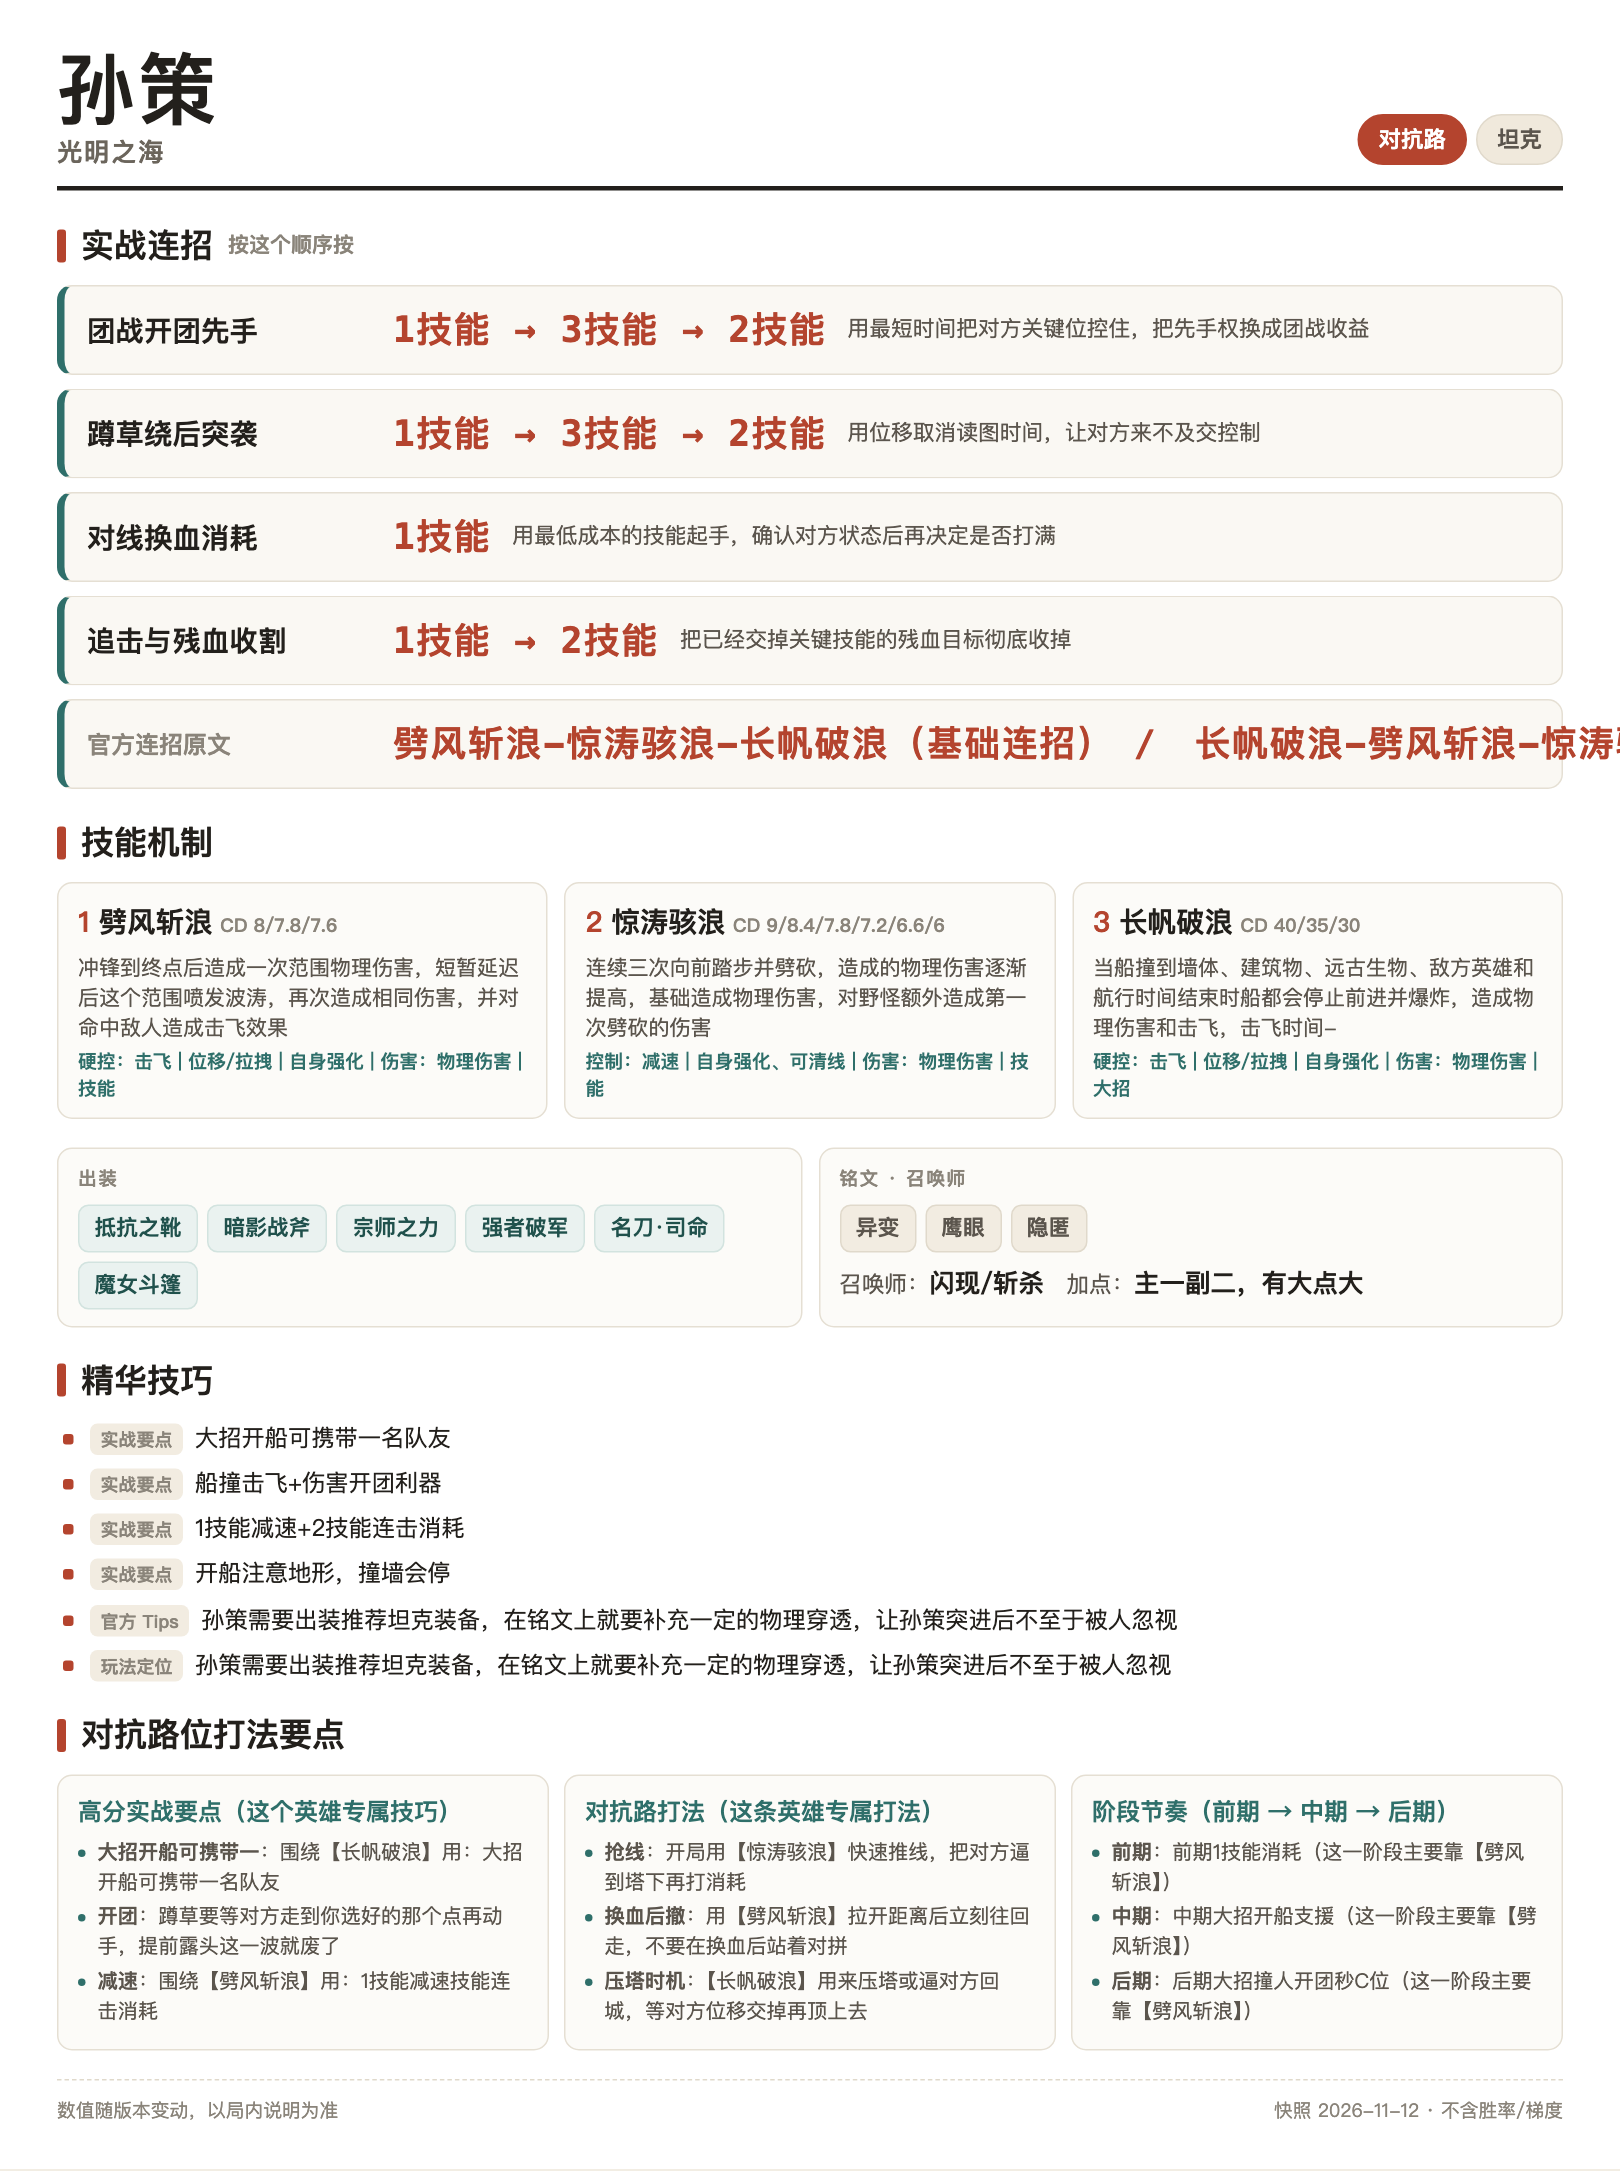 孙策
光明之海
对抗路 坦克
实战连招 按这个顺序按
团战开团先手 1技能 → 3技能 → 2技能 用最短时间把对方关键位控住，把先手权换成团战收益
蹲草绕后突袭 1技能 → 3技能 → 2技能 用位移取消读图时间，让对方来不及交控制
对线换血消耗 1技能 用最低成本的技能起手，确认对方状态后再决定是否打满
追击与残血收割 1技能 → 2技能 把已经交掉关键技能的残血目标彻底收掉
官方连招原文 劈风斩浪–惊涛骇浪–长帆破浪（基础连招） / 长帆破浪–劈风斩浪–惊涛
技能机制
1 劈风斩浪 CD 8/7.8/7.6
冲锋到终点后造成一次范围物理伤害，短暂延迟
后这个范围喷发波涛，再次造成相同伤害，并对
命中敌人造成击飞效果
硬控：击飞 | 位移/拉拽 | 自身强化 | 伤害：物理伤害 |
技能
2 惊涛骇浪 CD 9/8.4/7.8/7.2/6.6/6
连续三次向前踏步并劈砍，造成的物理伤害逐渐
提高，基础造成物理伤害，对野怪额外造成第一
次劈砍的伤害
控制：减速 | 自身强化、可清线 | 伤害：物理伤害 | 技
能
3 长帆破浪 CD 40/35/30
当船撞到墙体、建筑物、远古生物、敌方英雄和
航行时间结束时船都会停止前进并爆炸，造成物
理伤害和击飞，击飞时间–
硬控：击飞 | 位移/拉拽 | 自身强化 | 伤害：物理伤害 |
大招
出装
抵抗之靴 暗影战斧 宗师之力 强者破军 名刀·司命
魔女斗篷
铭文 · 召唤师
异变 鹰眼 隐匿
召唤师：闪现/斩杀 加点：主一副二，有大点大
精华技巧
实战要点 大招开船可携带一名队友
实战要点 船撞击飞+伤害开团利器
实战要点 1技能减速+2技能连击消耗
实战要点 开船注意地形，撞墙会停
官方 Tips 孙策需要出装推荐坦克装备，在铭文上就要补充一定的物理穿透，让孙策突进后不至于被人忽视
玩法定位 孙策需要出装推荐坦克装备，在铭文上就要补充一定的物理穿透，让孙策突进后不至于被人忽视
对抗路位打法要点
高分实战要点（这个英雄专属技巧）
大招开船可携带一：围绕【长帆破浪】用：大招
开船可携带一名队友
开团：蹲草要等对方走到你选好的那个点再动
手，提前露头这一波就废了
减速：围绕【劈风斩浪】用：1技能减速技能连
击消耗
对抗路打法（这条英雄专属打法）
抢线：开局用【惊涛骇浪】快速推线，把对方逼
到塔下再打消耗
换血后撤：用【劈风斩浪】拉开距离后立刻往回
走，不要在换血后站着对拼
压塔时机：【长帆破浪】用来压塔或逼对方回
城，等对方位移交掉再顶上去
阶段节奏（前期 → 中期 → 后期）
前期：前期1技能消耗（这一阶段主要靠【劈风
斩浪】）
中期：中期大招开船支援（这一阶段主要靠【劈
风斩浪】）
后期：后期大招撞人开团秒C位（这一阶段主要
靠【劈风斩浪】）
数值随版本变动，以局内说明为准
快照 2026–11–12 · 不含胜率/梯度